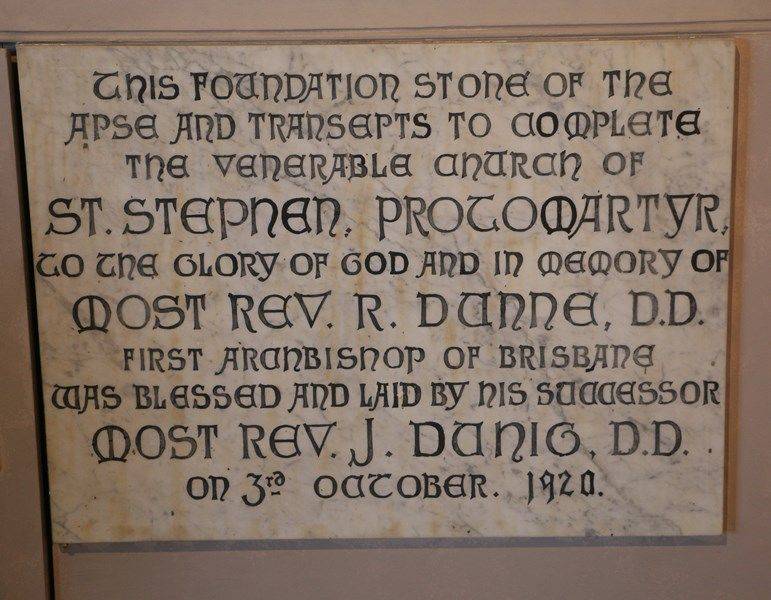 THIS FOUNDATION STONE OF THE
APSE AND TRANSEPTS TO COMPLETE
THE VENERABLE CHURCH OF
ST. STEPHEN, PROTOMARTYR,
TO THE GLORY OF GOD AND IN MEMORY OF
MOST REV. R. DUNNE, D.D.
FIRST ARCHBISHOP OF BRISBANE
WAS BLESSED AND LAID BY HIS SUCCESSOR
MOST REV. J. DUHIG, D.D.
ON 3rd OCTOBER. 1920.